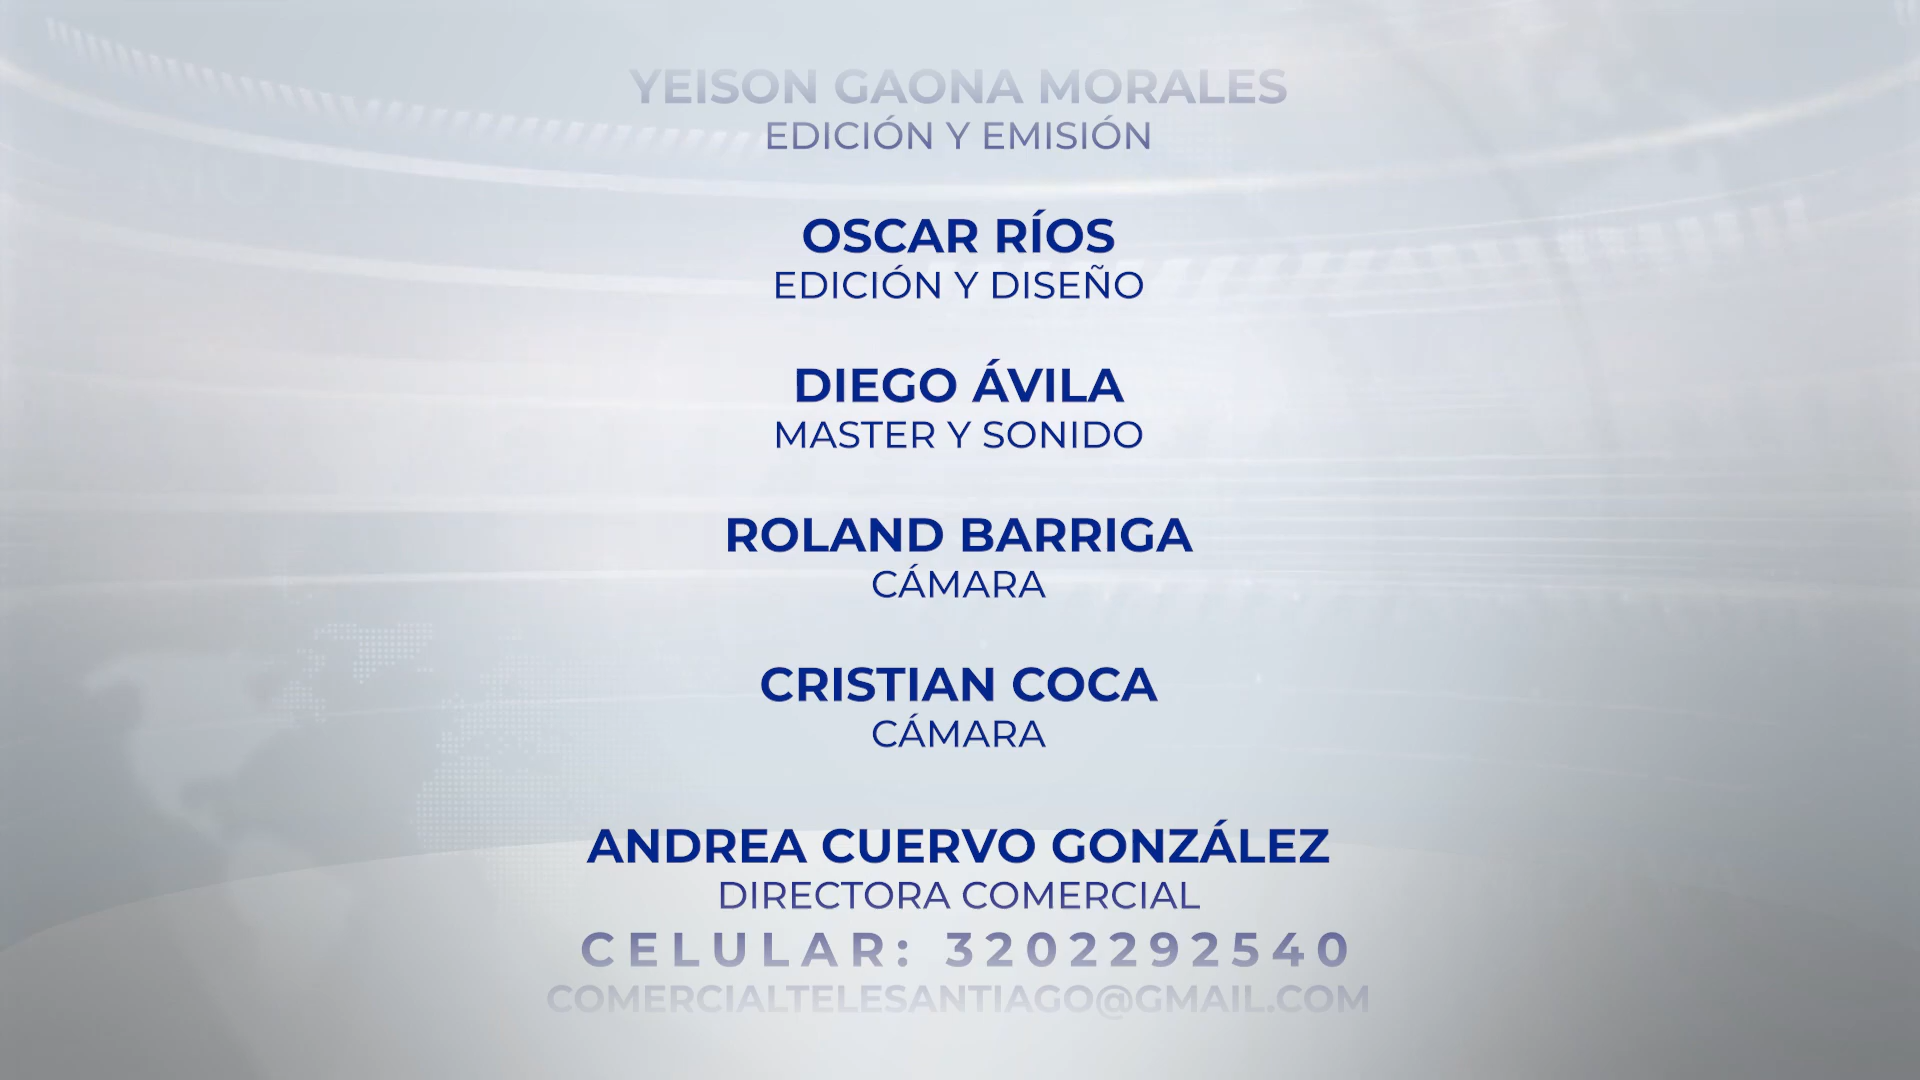 YEISON GAONA MORALES
EDICIÓN Y EMISIÓN
OSCAR RÍOS
EDICIÓN Y DISEÑO
DIEGO ÁVILA
MASTER Y SONIDO
ROLAND BARRIGA
CÁMARA
CRISTIAN COCA
CÁMARA
ANDREA CUERVO GONZÁLEZ
DIRECTORA COMERCIAL
CELULAR: 3202292540
COMERCIALTELESANTIAGO@GMAIL.COM